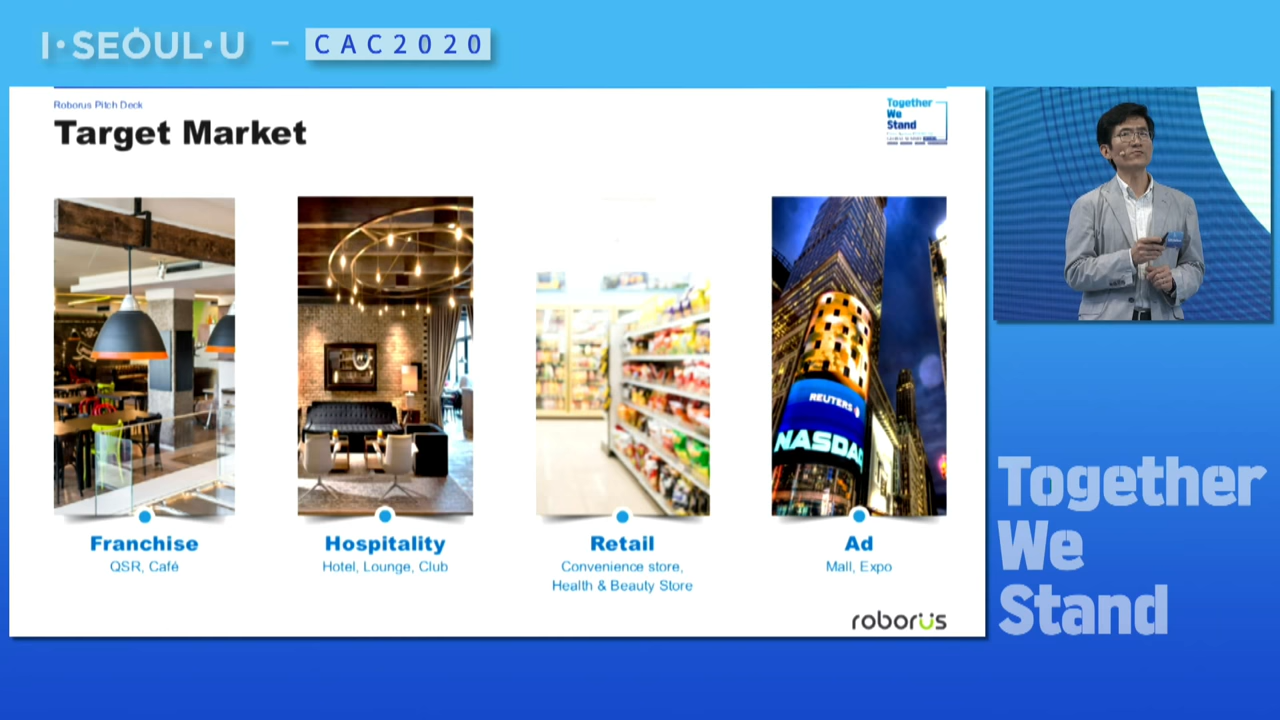 I·SEOUL·U – CAC2020
Roborus Pitch Deck
Target Market
Together
We
Stand
REUTERS
NASDA
Franchise
QSR, Café
Hospitality
Hotel, Lounge, Club
Retail
Convenience store,
Health & Beauty Store
Ad
Mall, Expo
roborus
Together
We
Stand